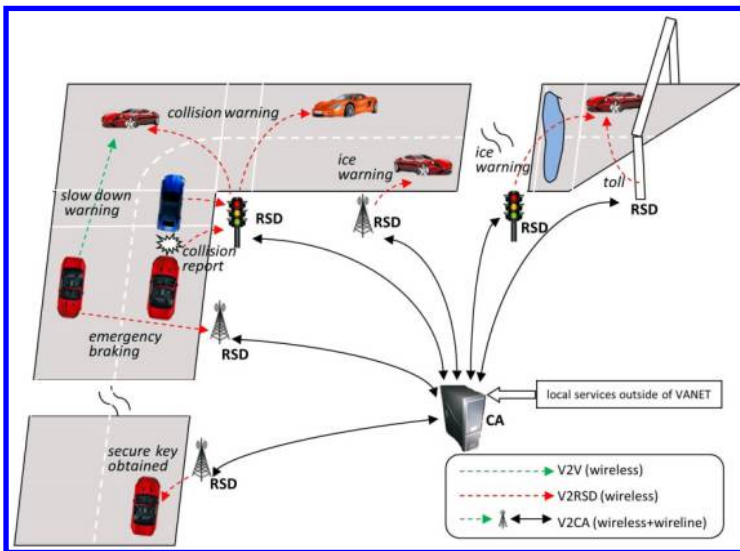 collision warning
ice
warning
ice
warning
toll
slow down
warning
RSD
RSD
RSD
RSD
collision
report
emergency
braking
RSD
CA
local services outside of VANET
secure key
obtained
RSD
V2V (wireless)
V2RSD (wireless)
V2CA (wireless+wireline)